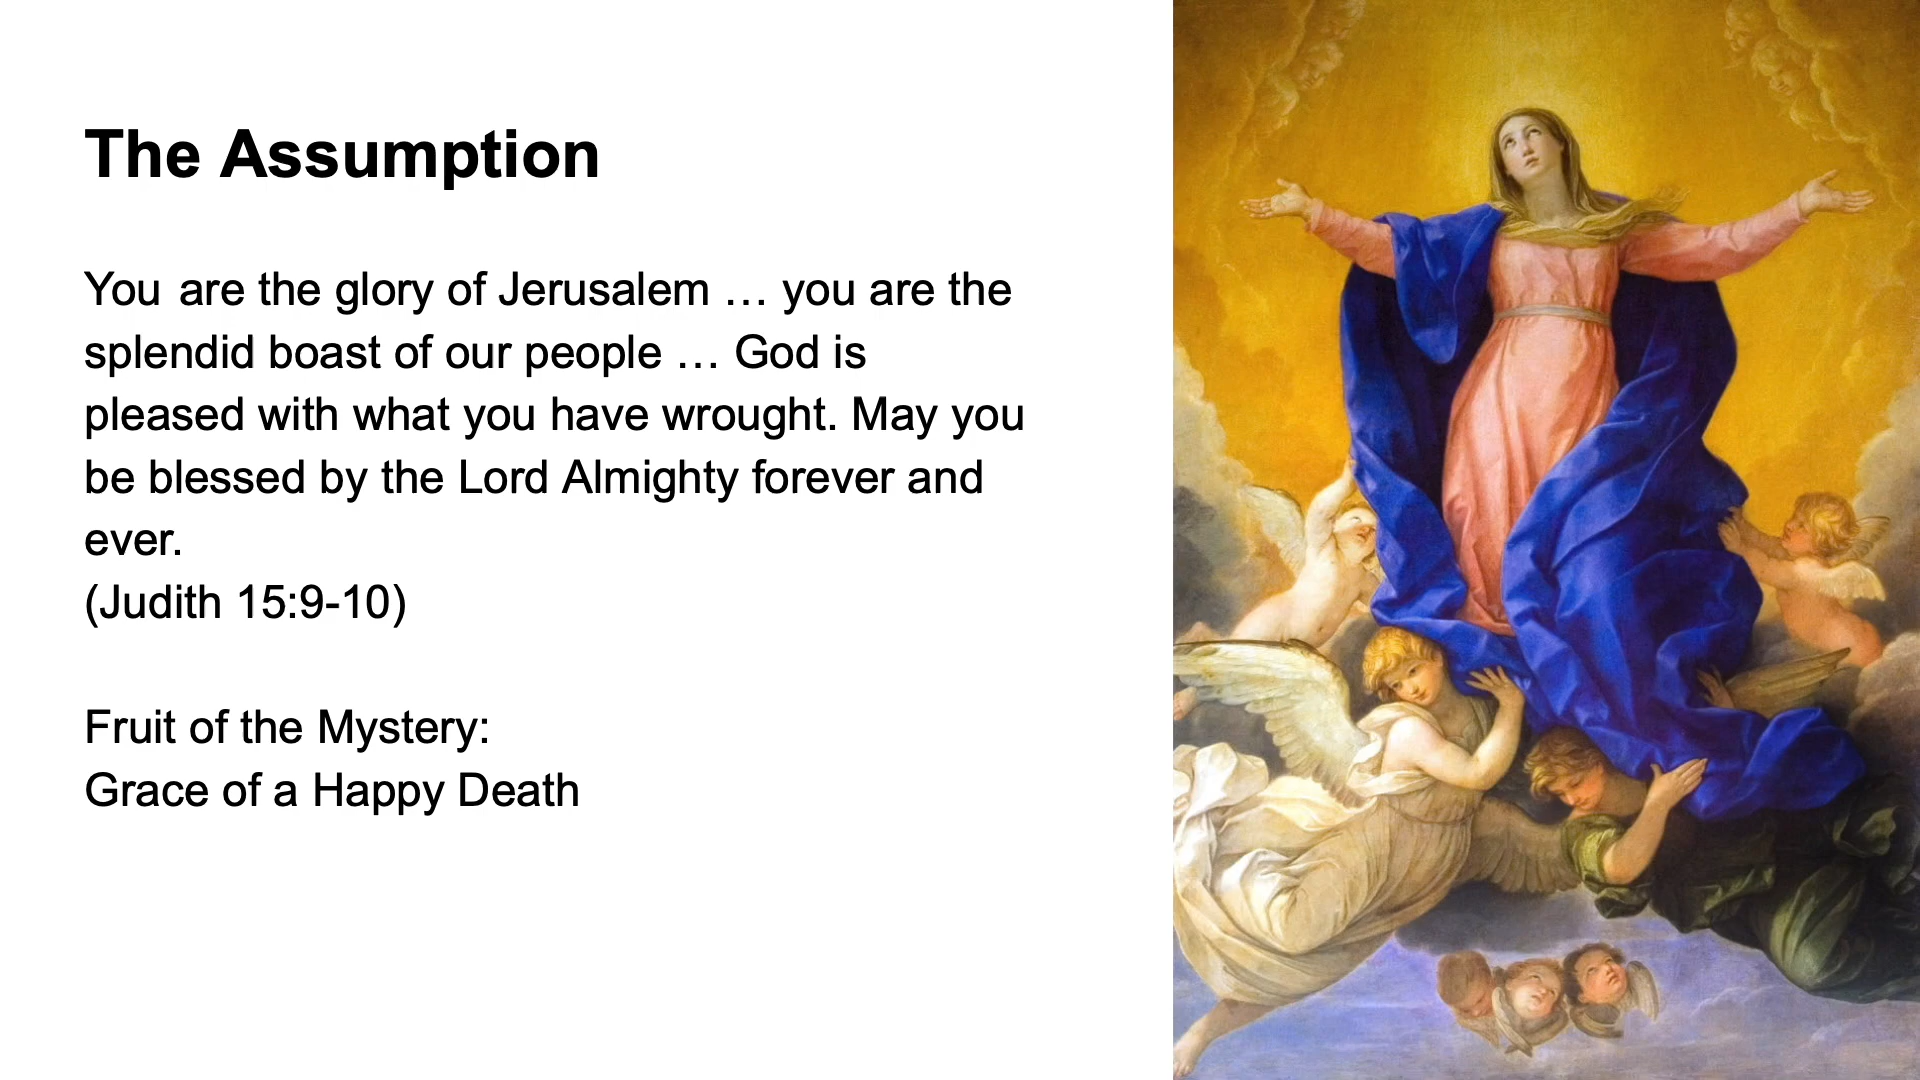 The Assumption
You are the glory of Jerusalem … you are the
splendid boast of our people … God is
pleased with what you have wrought. May you
be blessed by the Lord Almighty forever and
ever.
(Judith 15:9-10)
Fruit of the Mystery:
Grace of a Happy Death